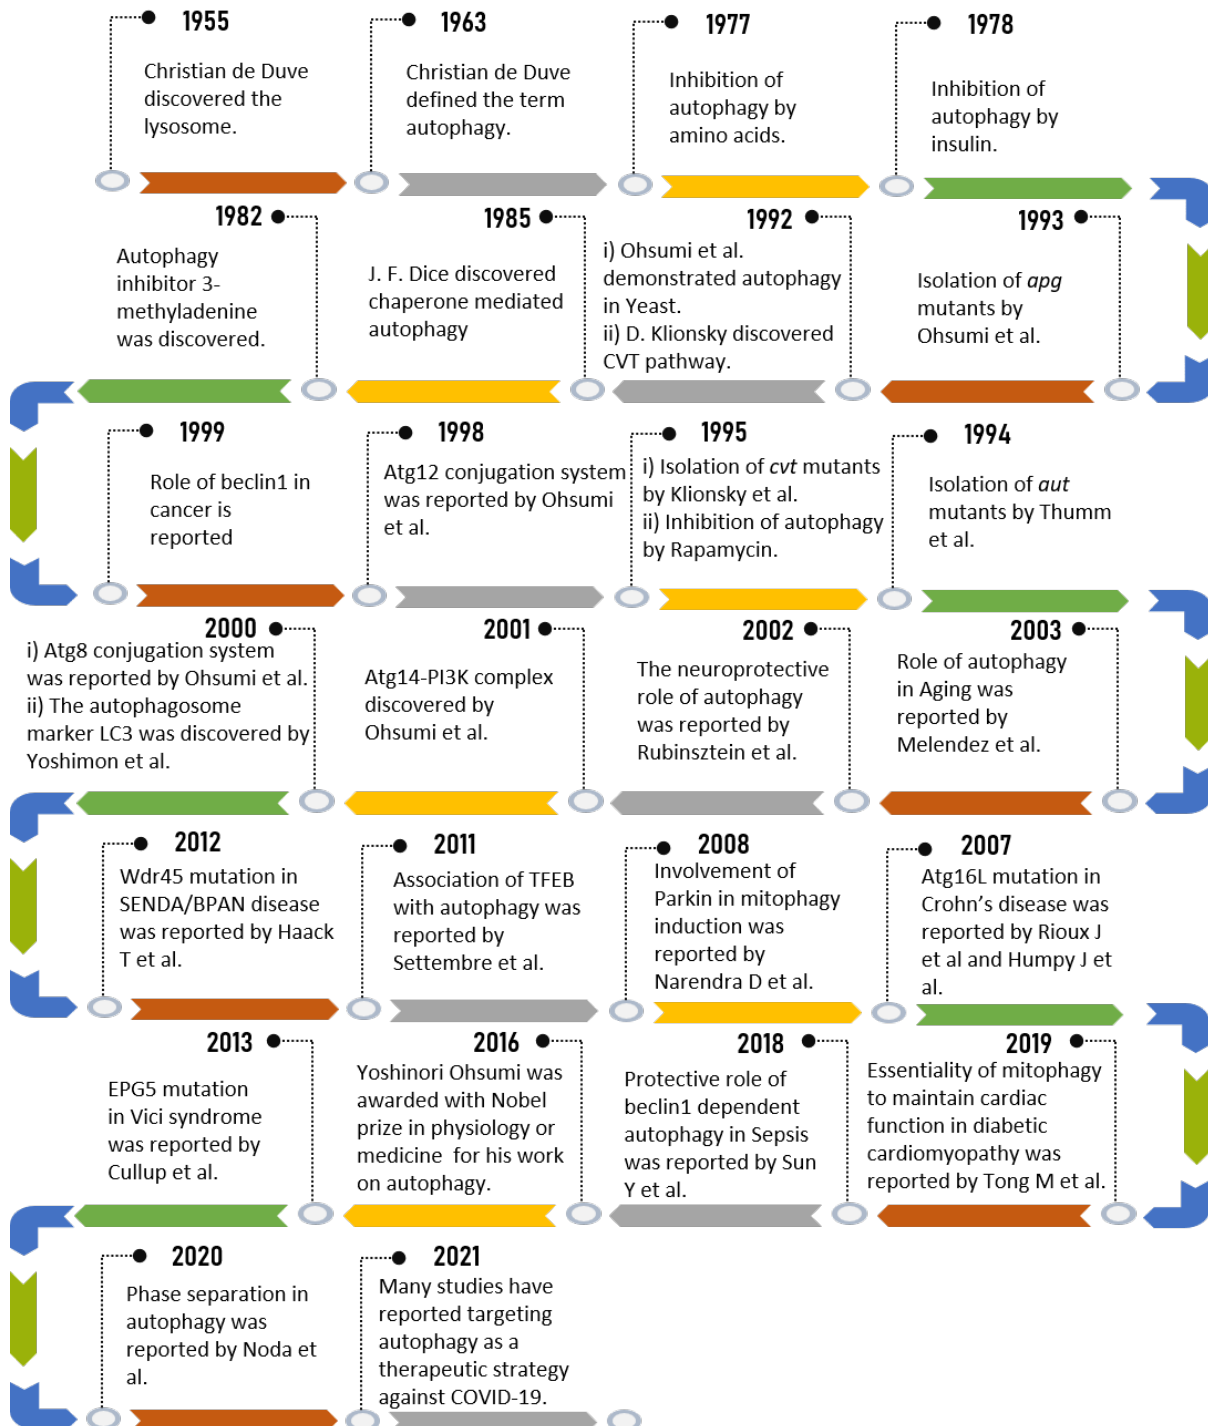 1955
Christian de Duve
discovered the
lysosome.
1963
Christian de Duve
defined the term
autophagy.
1977
Inhibition of
autophagy by
amino acids.
1978
Inhibition of
autophagy by
insulin.
1982
Autophagy
inhibitor 3-
methyladenine
was discovered.
1985
J. F. Dice discovered
chaperone mediated
autophagy
1992
i) Ohsumi et al.
demonstrated autophagy
in Yeast.
ii) D. Klionsky discovered
CVT pathway.
1993
Isolation of apg
mutants by
Ohsumi et al.
1999
Role of beclin1 in
cancer is
reported
1998
Atg12 conjugation system
was reported by Ohsumi
et al.
1995
i) Isolation of cvt mutants
by Klionsky et al.
ii) Inhibition of autophagy
by Rapamycin.
1994
Isolation of aut
mutants by Thumm
et al.
2000
i) Atg8 conjugation system
was reported by Ohsumi et al.
ii) The autophagosome
marker LC3 was discovered by
Yoshimon et al.
2001
Atg14-PI3K complex
discovered by
Ohsumi et al.
2002
The neuroprotective
role of autophagy
was reported by
Rubinsztein et al.
2003
Role of autophagy
in Aging was
reported by
Melendez et al.
2012
Wdr45 mutation in
SENDA/BPAN disease
was reported by Haack
T et al.
2011
Association of TFEB
with autophagy was
reported by
Settembre et al.
2008
Involvement of
Parkin in mitophagy
induction was
reported by
Narendra D et al.
2007
Atg16L mutation in
Crohn’s disease was
reported by Rioux J
et al and Humpy J et
al.
2013
EPG5 mutation
in Vici syndrome
was reported by
Cullup et al.
2016
Yoshinori Ohsumi was
awarded with Nobel
prize in physiology or
medicine for his work
on autophagy.
2018
Protective role of
beclin1 dependent
autophagy in Sepsis
was reported by Sun
Y et al.
2019
Essentiality of mitophagy
to maintain cardiac
function in diabetic
cardiomyopathy was
reported by Tong M et al.
2020
Phase separation in
autophagy was
reported by Noda et
al.
2021
Many studies have
reported targeting
autophagy as a
therapeutic strategy
against COVID-19.